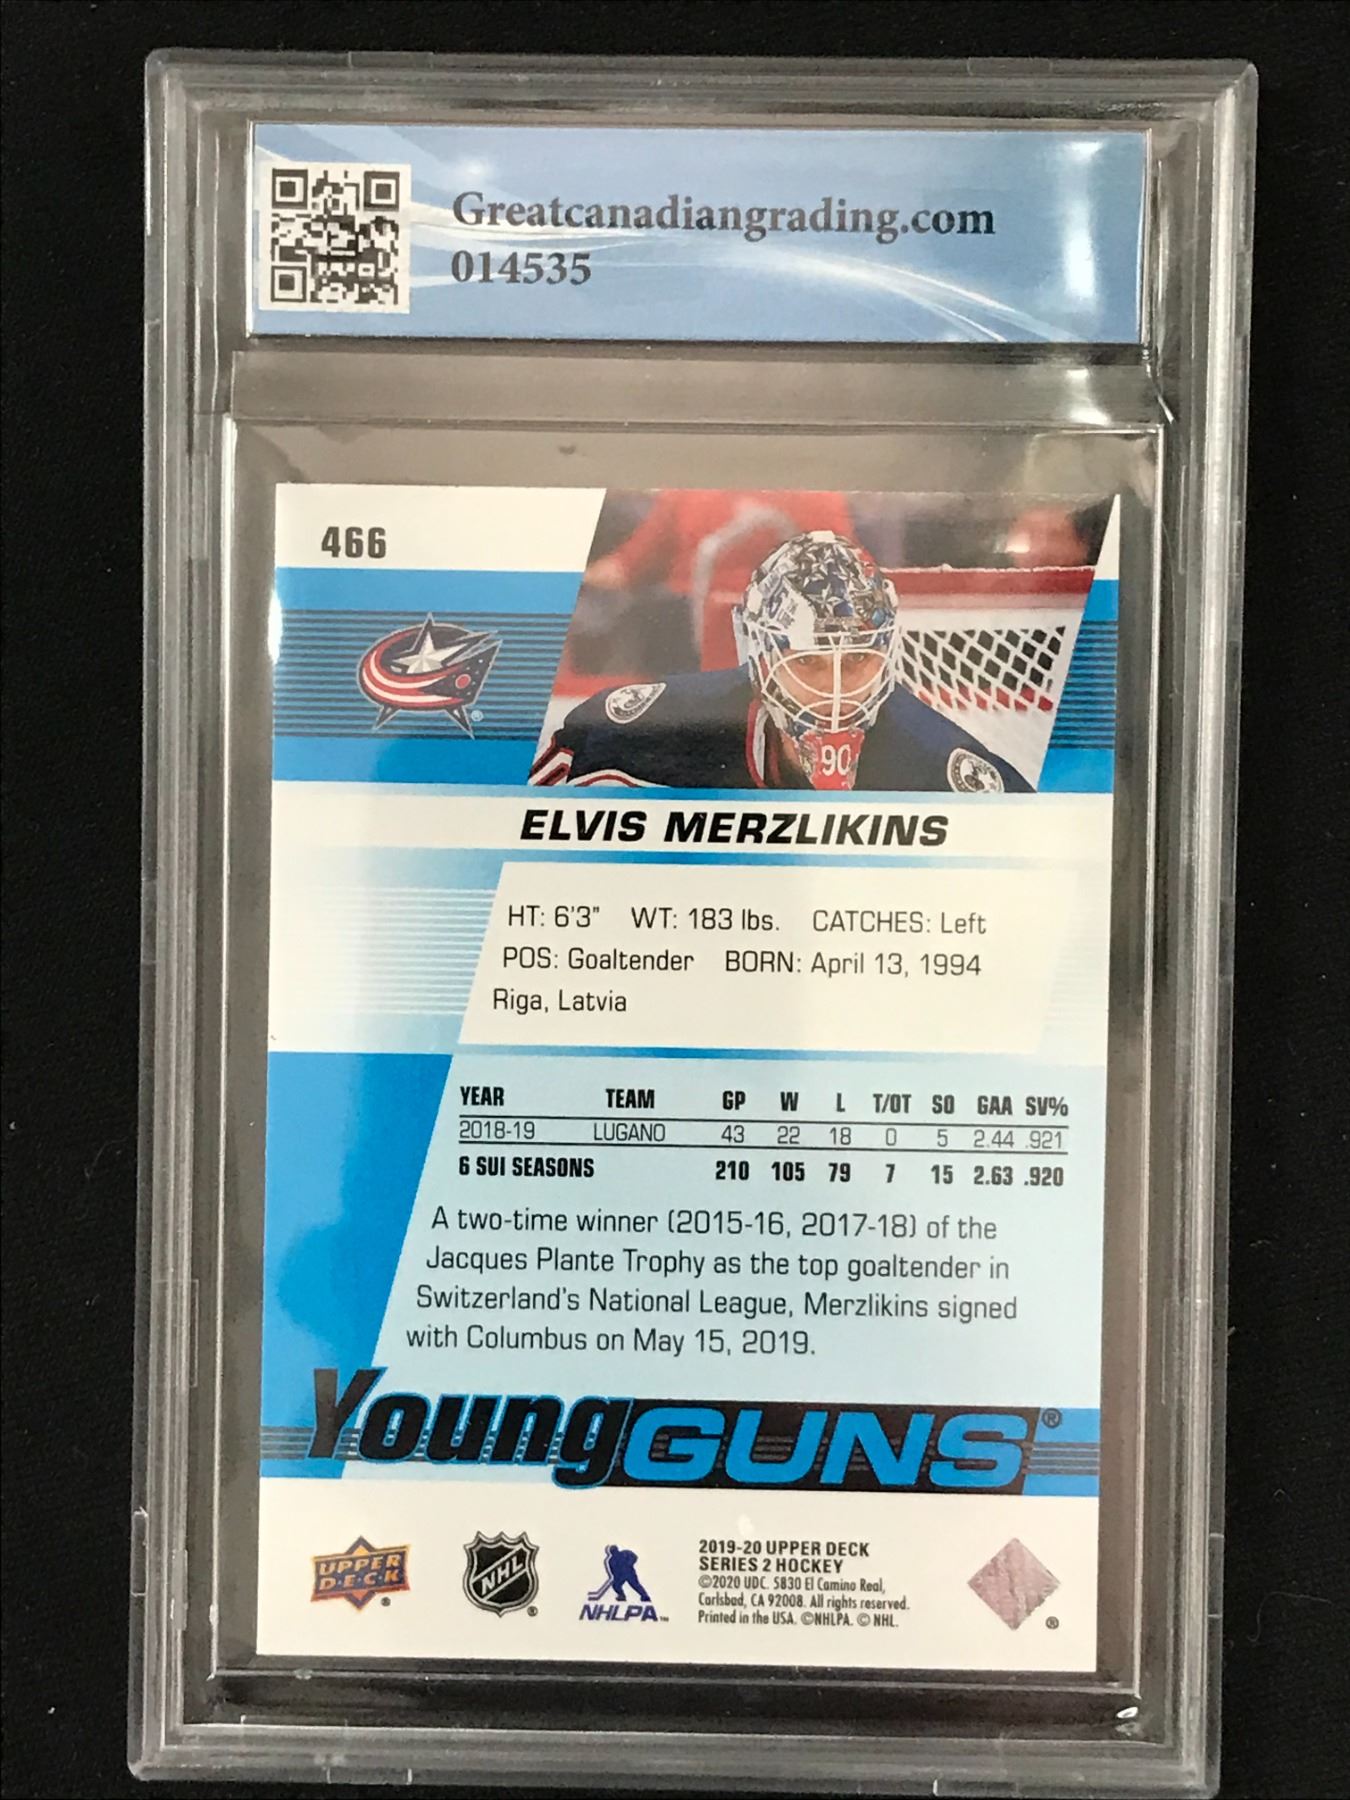 Greatcanadiangrading.com
014535
466
90
ELVIS MERZLIKINS
HT: 6'3" WT: 183 lbs. CATCHES: Left
POS: Goaltender BORN: April 13, 1994
Riga, Latvia
YEAR TEAM GP W L T/OT SO GAA SV%
2018-19 LUGANO 43 22 18 0 5 2.44 .921
6 SUI SEASONS 210 105 79 7 15 2.63 .920
A two-time winner (2015-16, 2017-18) of the
Jacques Plante Trophy as the top goaltender in
Switzerland's National League, Merzlikins signed
with Columbus on May 15, 2019.
Young GUNS®
UPPER DECK®
NHL®
NHLPA™
2019-20 UPPER DECK
SERIES 2 HOCKEY
©2020 UDC. 5830 El Camino Real,
Carlsbad, CA 92008. All rights reserved.
Printed in the USA. ©NHLPA. © NHL.
®